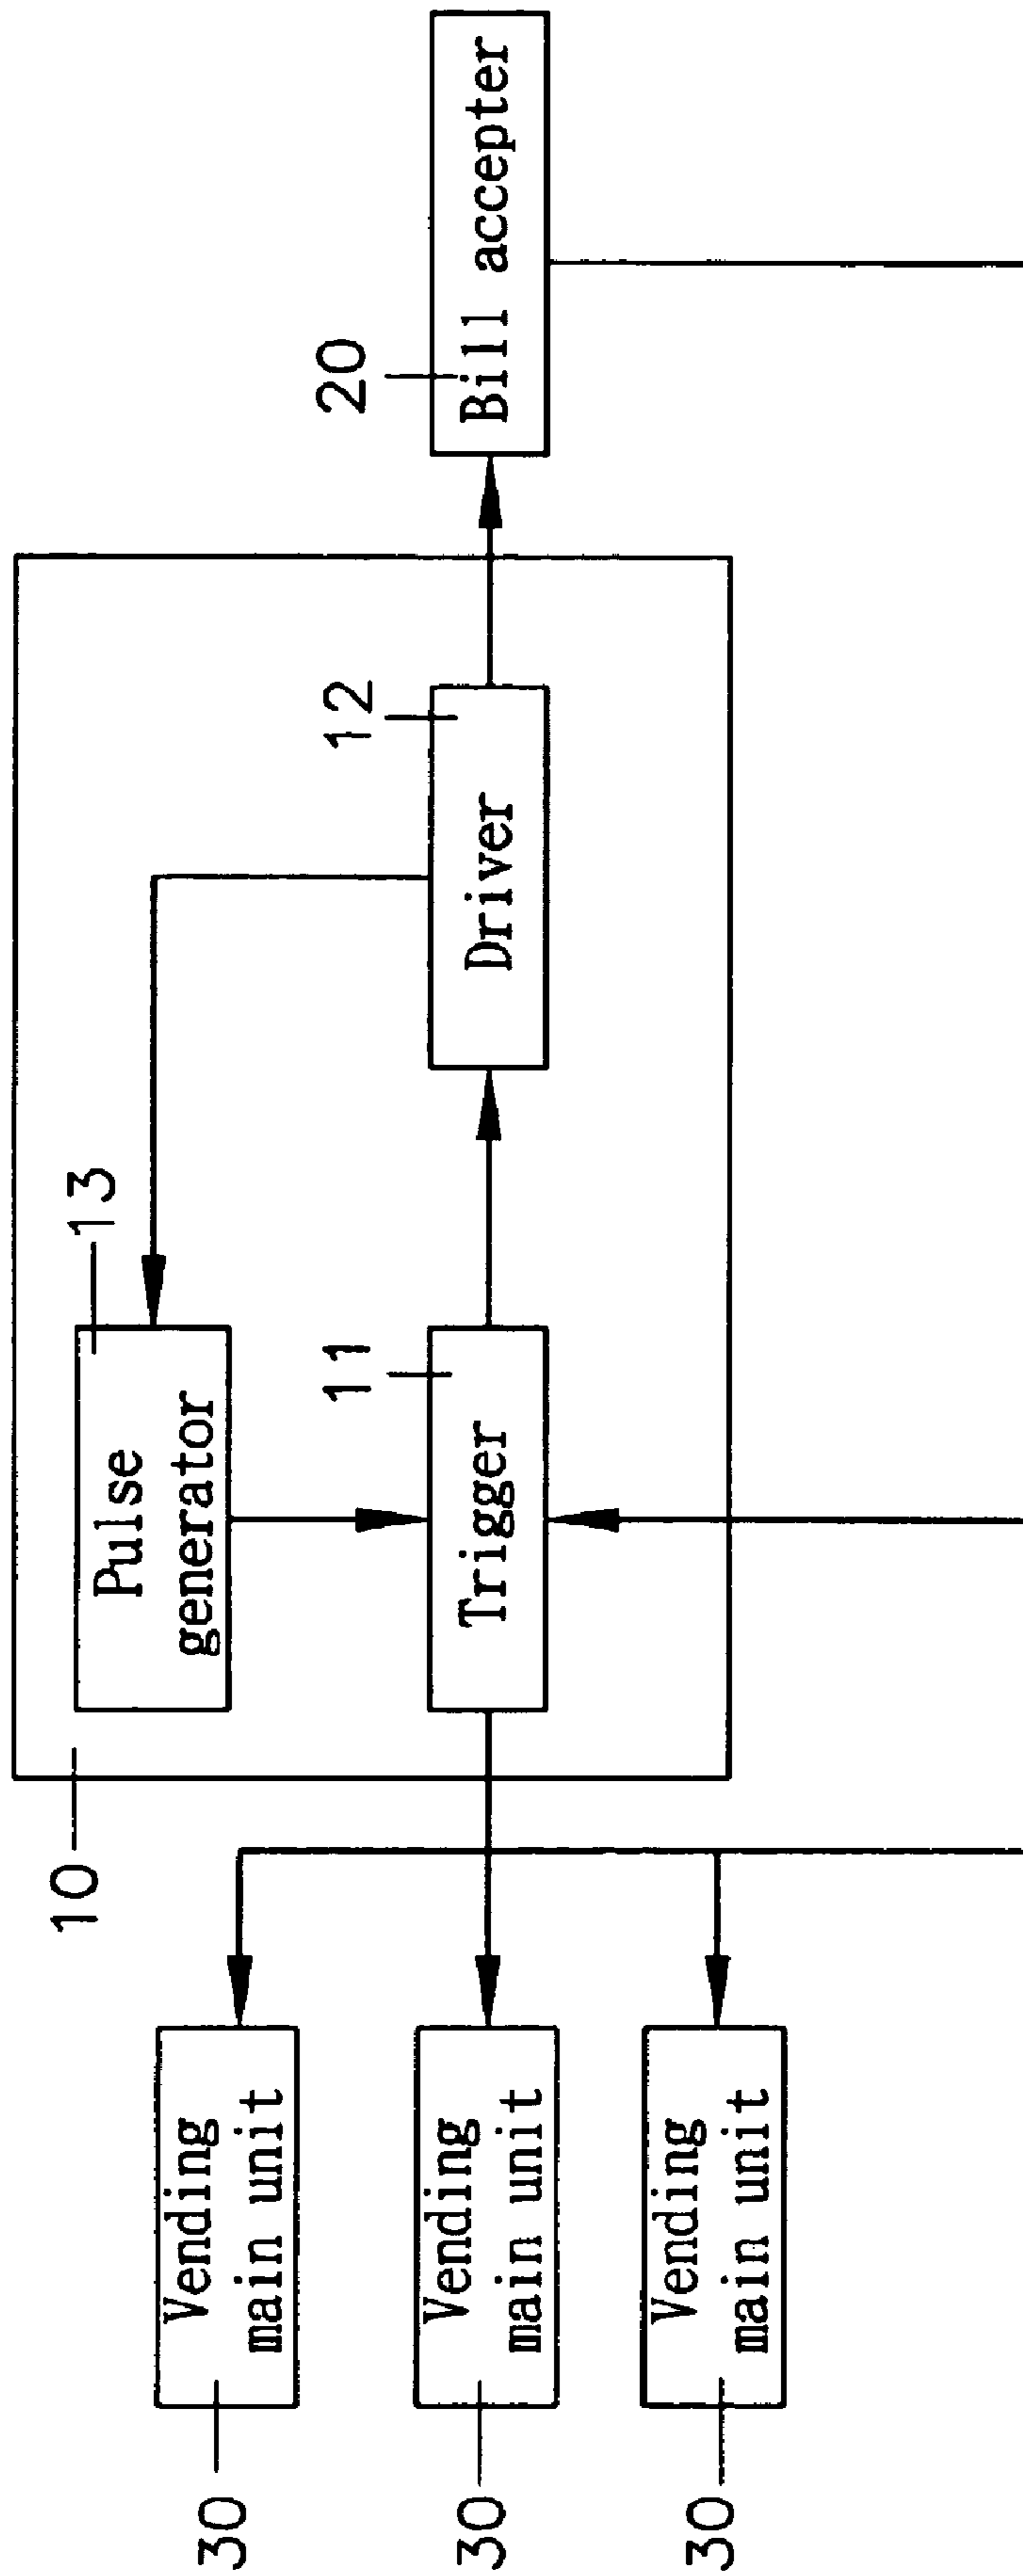 10
Pulse
generator
13
30
Vending
main unit
30
Vending
main unit
30
Vending
main unit
11
Trigger
12
Driver
20
Bill accepter